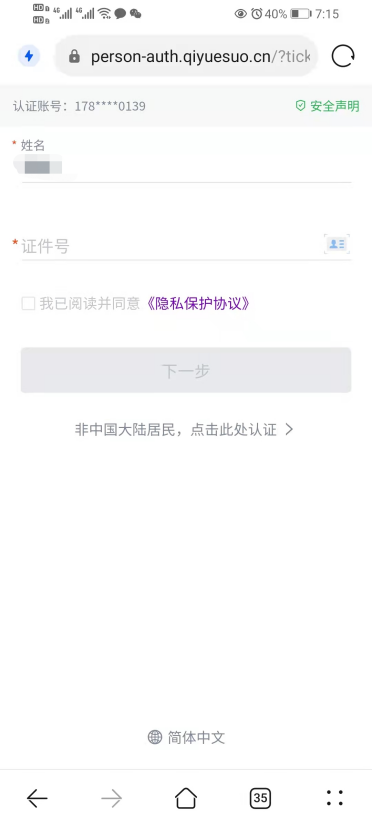 40% 7:15
person-auth.qiyuesuo.cn/?tick
认证账号：178****0139 安全声明
* 姓名
* 证件号
我已阅读并同意《隐私保护协议》
下一步
非中国大陆居民，点击此处认证
简体中文
35